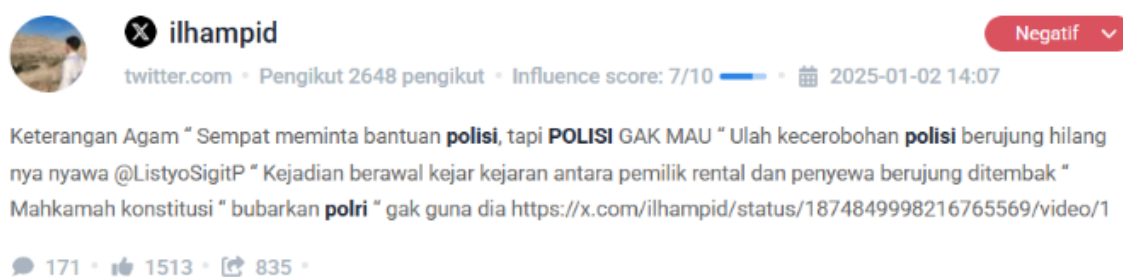 ilhampid
Negatif
twitter.com • Pengikut 2648 pengikut • Influence score: 7/10 • 2025-01-02 14:07
Keterangan Agam “ Sempat meminta bantuan polisi, tapi POLISI GAK MAU “ Ulah kecerobohan polisi berujung hilang
nya nyawa @ListyoSigitP “ Kejadian berawal kejar kejaran antara pemilik rental dan penyewa berujung ditembak “
Mahkamah konstitusi “ bubarkan polri “ gak guna dia https://x.com/ilhampid/status/1874849998216765569/video/1
171 • 1513 • 835 •